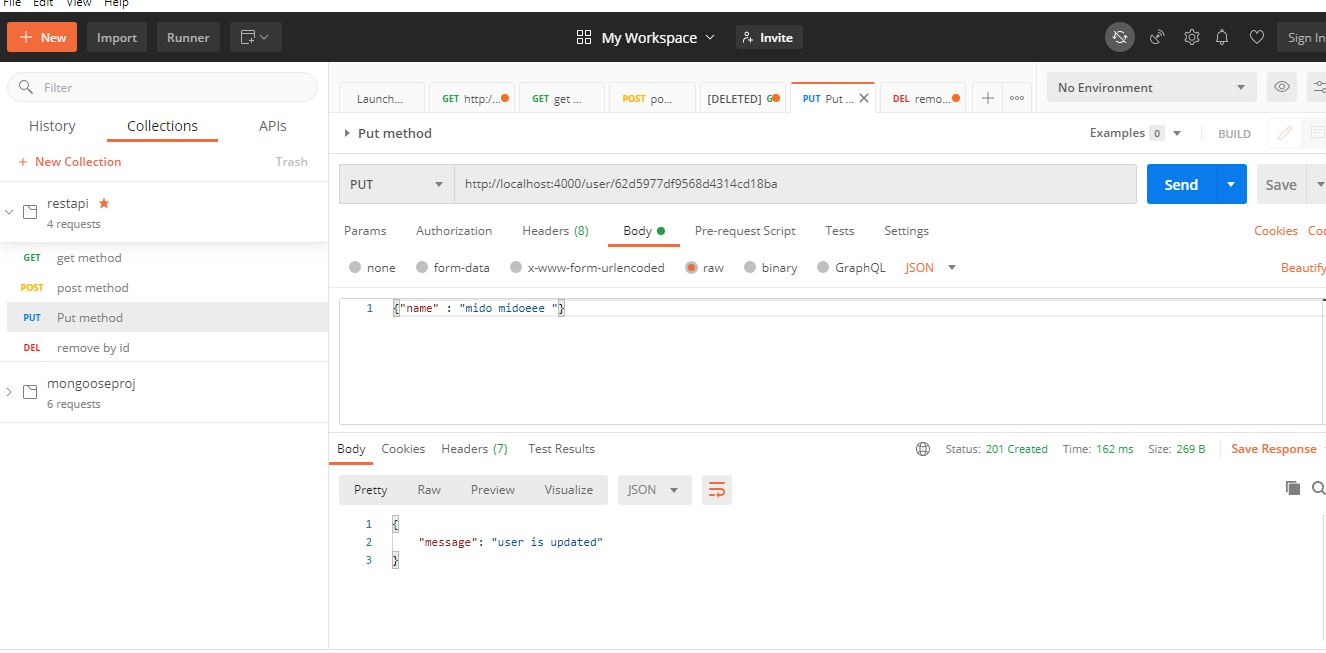 File Edit View Help
+ New Import Runner My Workspace Invite Sign In
Filter
History Collections APIs
+ New Collection Trash
restapi
4 requests
GET get method
POST post method
PUT Put method
DEL remove by id
mongooseproj
6 requests
Launch... GET http:/... GET get ... POST po... [DELETED] PUT Put ... DEL remo... No Environment
Put method Examples 0 BUILD
PUT http://localhost:4000/user/62d5977df9568d4314cd18ba Send Save
Params Authorization Headers (8) Body Pre-request Script Tests Settings Cookies
none form-data x-www-form-urlencoded raw binary GraphQL JSON Beautify
1 {"name" : "mido midoeee "}
Body Cookies Headers (7) Test Results Status: 201 Created Time: 162 ms Size: 269 B Save Response
Pretty Raw Preview Visualize JSON
1 {
2 "message": "user is updated"
3 }